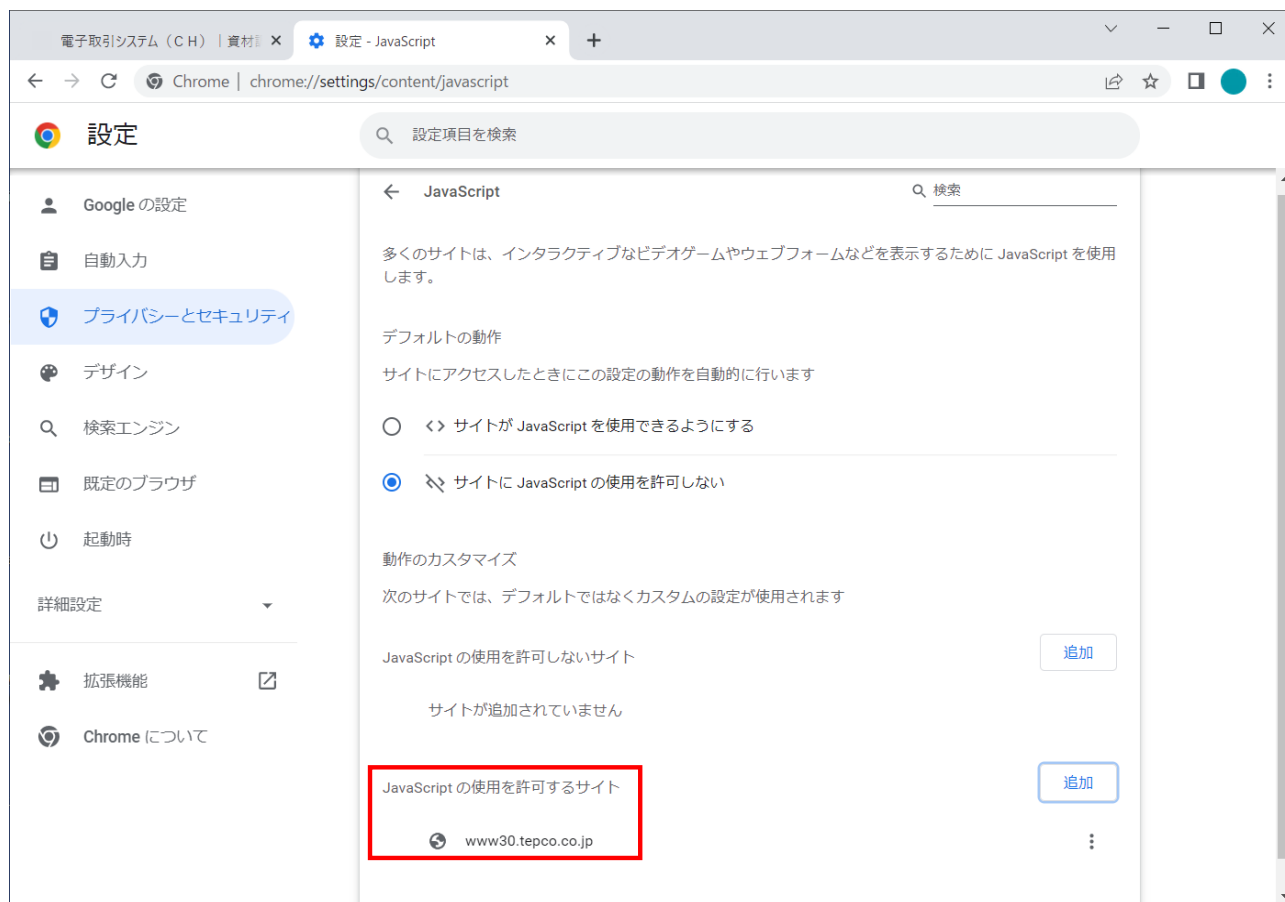 電子取引システム（ＣＨ）｜資材
設定 - JavaScript
Chrome | chrome://settings/content/javascript
設定
設定項目を検索
Google の設定
自動入力
プライバシーとセキュリティ
デザイン
検索エンジン
既定のブラウザ
起動時
詳細設定
拡張機能
Chrome について
JavaScript
検索
多くのサイトは、インタラクティブなビデオゲームやウェブフォームなどを表示するために JavaScript を使用
します。
デフォルトの動作
サイトにアクセスしたときにこの設定の動作を自動的に行います
サイトが JavaScript を使用できるようにする
サイトに JavaScript の使用を許可しない
動作のカスタマイズ
次のサイトでは、デフォルトではなくカスタムの設定が使用されます
JavaScript の使用を許可しないサイト
追加
サイトが追加されていません
JavaScript の使用を許可するサイト
追加
www30.tepco.co.jp